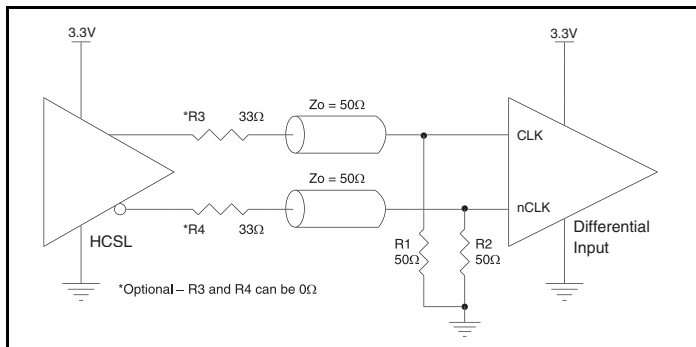 3.3V
3.3V
*R3 33Ω
Zo = 50Ω
CLK
Zo = 50Ω
nCLK
*R4 33Ω
HCSL
R1
50Ω
R2
50Ω
Differential
Input
*Optional – R3 and R4 can be 0Ω